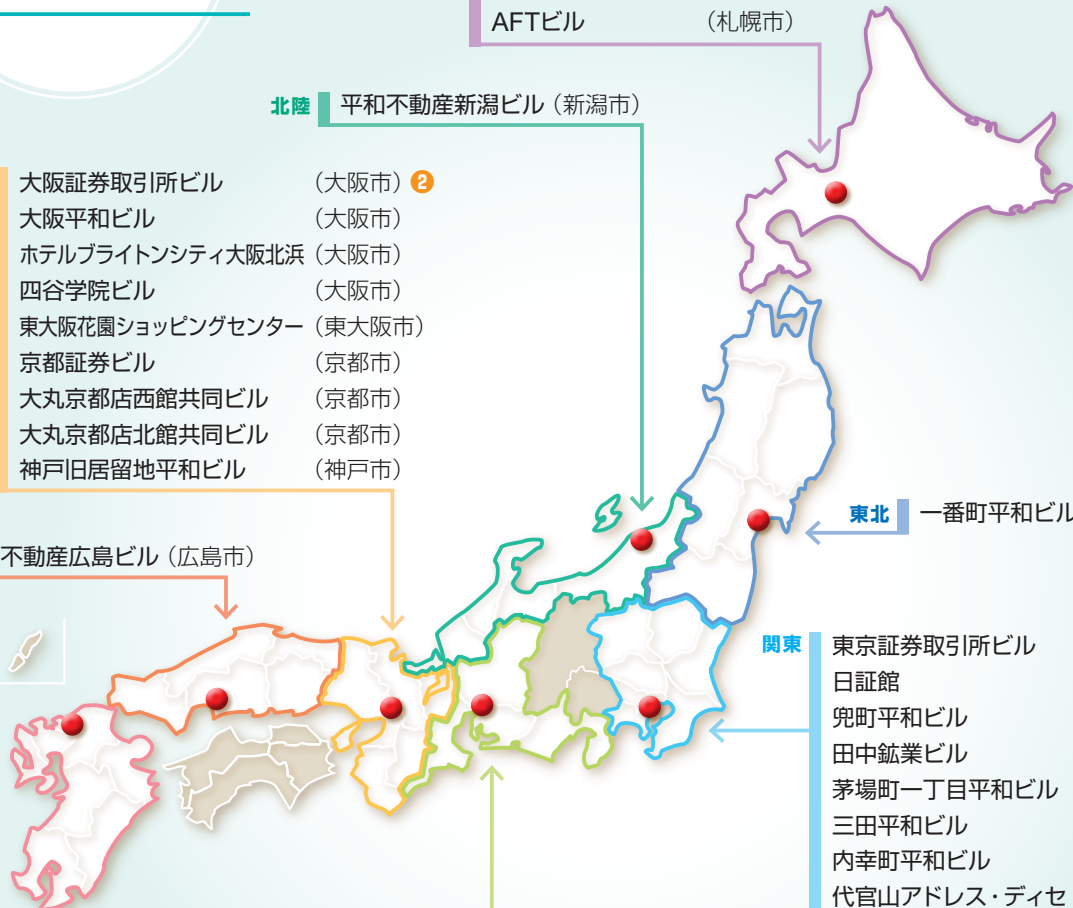 AFTビル （札幌市）
北陸 平和不動産新潟ビル（新潟市）
大阪証券取引所ビル （大阪市）2
大阪平和ビル （大阪市）
ホテルブライトンシティ大阪北浜（大阪市）
四谷学院ビル （大阪市）
東大阪花園ショッピングセンター（東大阪市）
京都証券ビル （京都市）
大丸京都店西館共同ビル （京都市）
大丸京都店北館共同ビル （京都市）
神戸旧居留地平和ビル （神戸市）
東北 一番町平和ビル
不動産広島ビル（広島市）
関東 東京証券取引所ビル
日証館
兜町平和ビル
田中鉱業ビル
茅場町一丁目平和ビル
三田平和ビル
内幸町平和ビル
代官山アドレス・ディセ